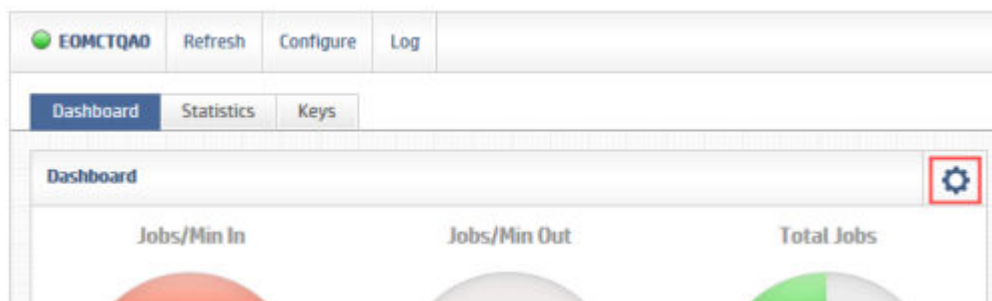 EOMCTQA0 Refresh Configure Log
Dashboard Statistics Keys
Dashboard
Jobs/Min In Jobs/Min Out Total Jobs